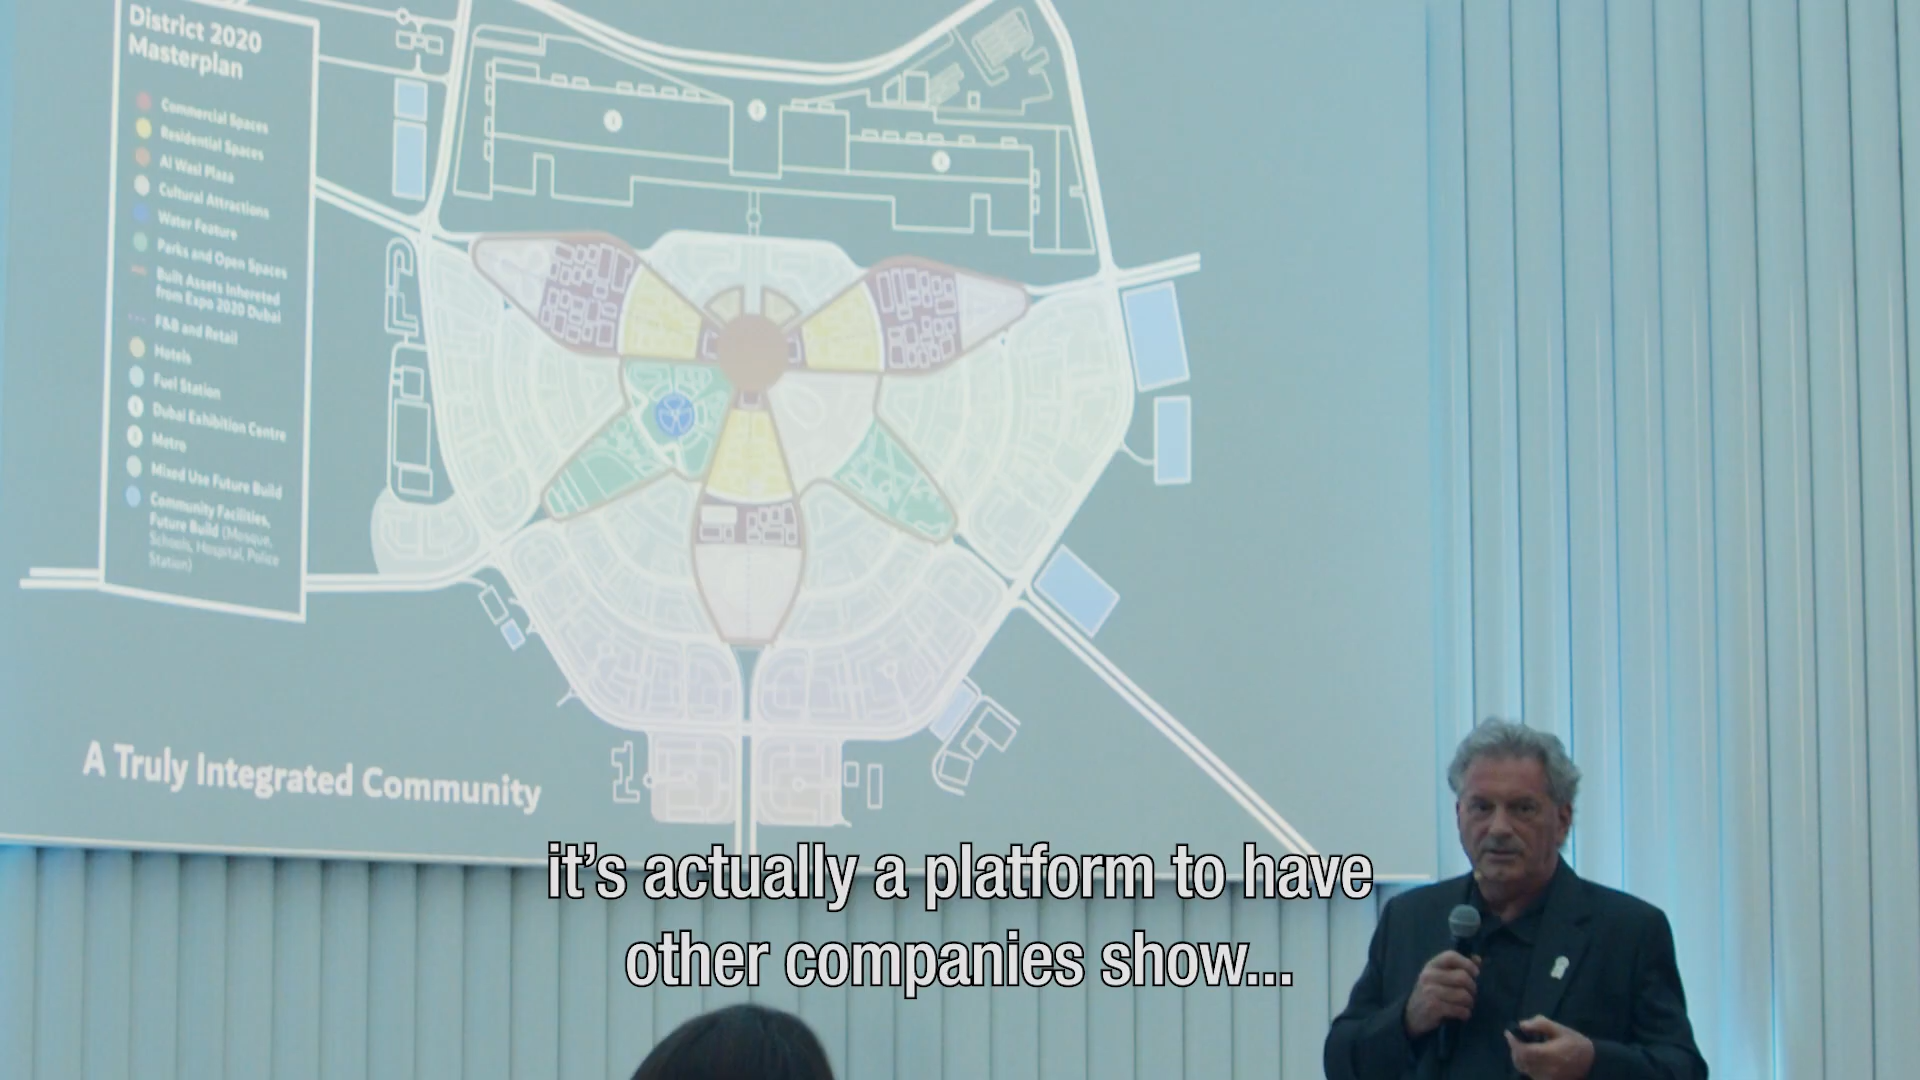 District 2020
Masterplan
Commercial Spaces
Residential Spaces
Al Wasl Plaza
Cultural Attractions
Water Feature
Parks and Open Spaces
Built Assets Inhereted
from Expo 2020 Dubai
F&B and Retail
Hotels
Fuel Station
Dubai Exhibition Centre
Metro
Mixed Use Future Build
Community Facilities,
Future Build (Mosque,
Schools, Hospital, Police
Station)
A Truly Integrated Community
it's actually a platform to have
other companies show...